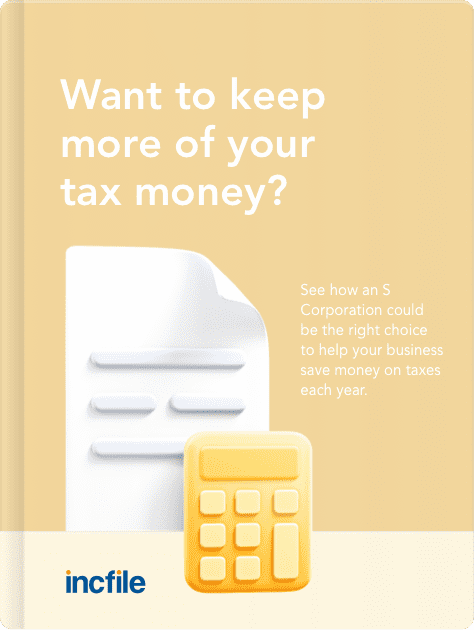 Want to keep
more of your
tax money?
See how an S
Corporation could
be the right choice
to help your business
save money on taxes
each year.
incfile